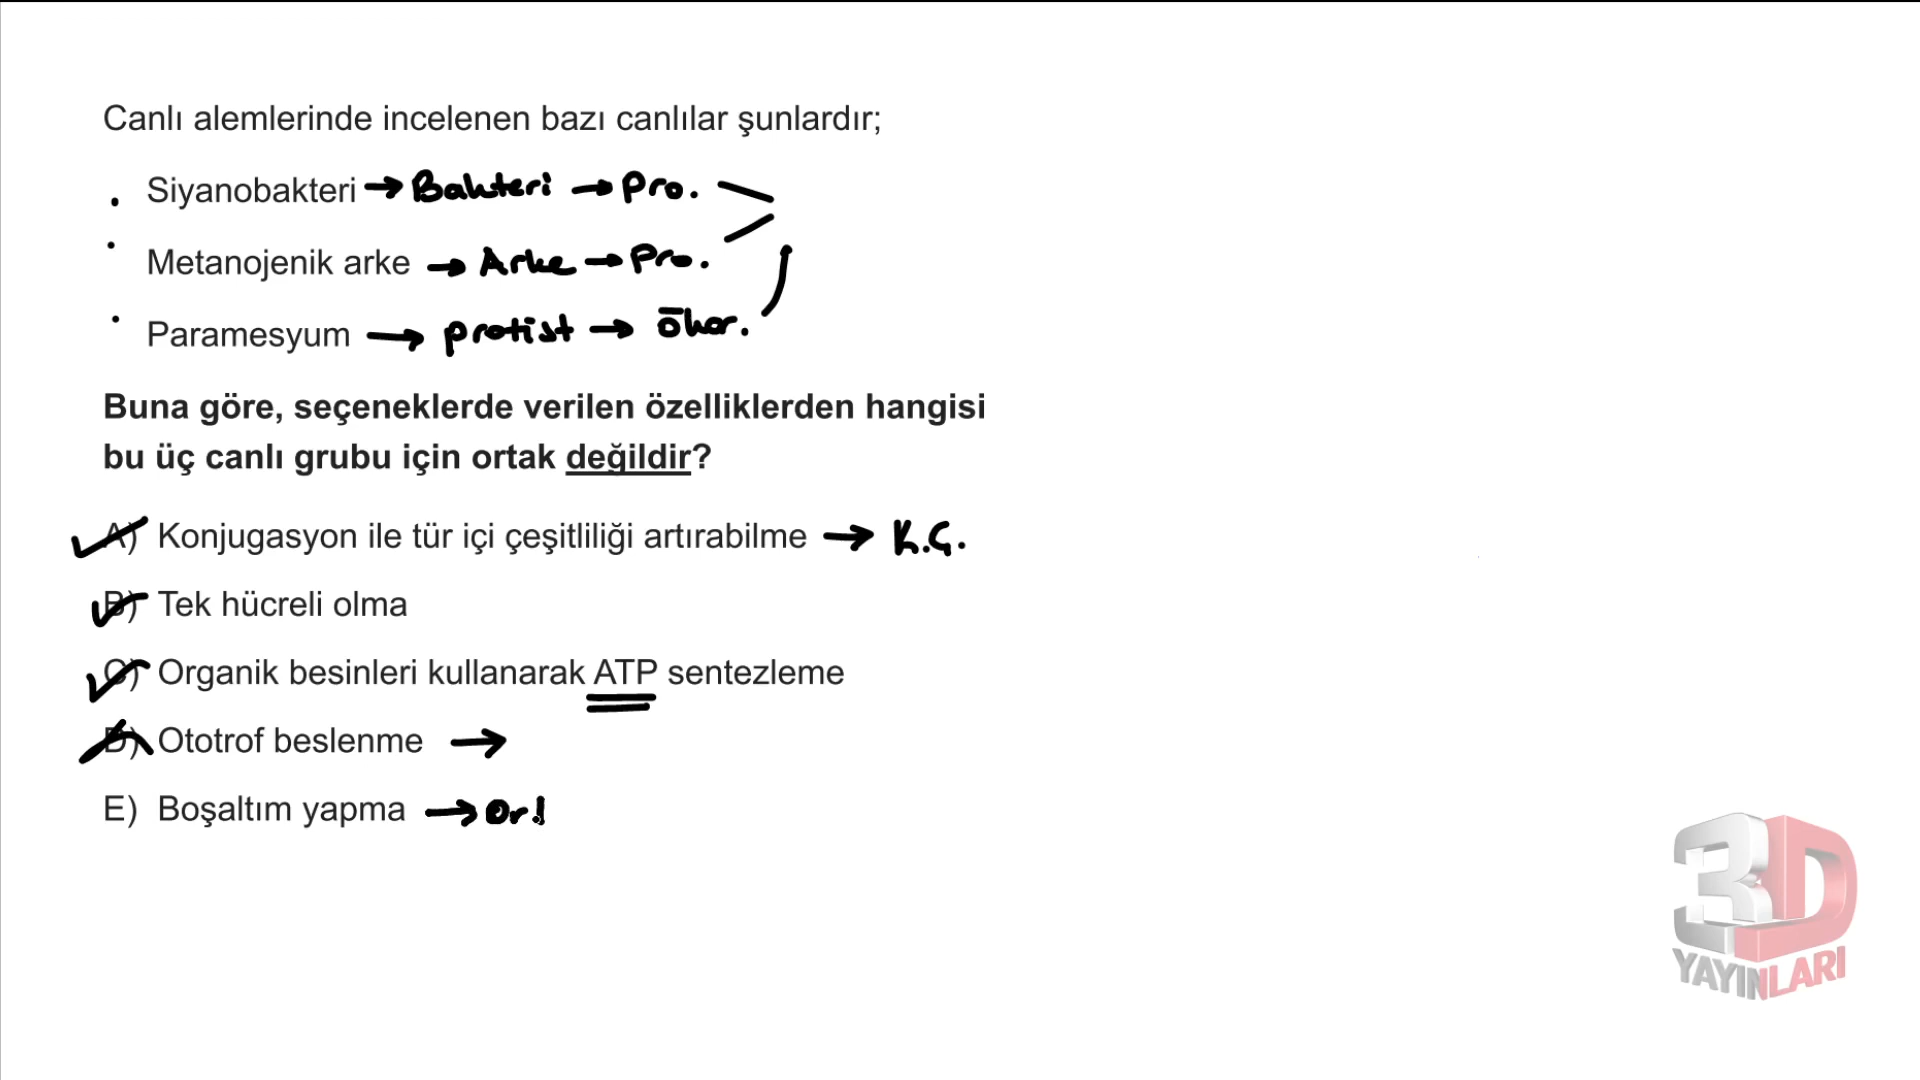 Canlı alemlerinde incelenen bazı canlılar şunlardır;
• Siyanobakteri → Bakteri → Pro.
• Metanojenik arke → Arke → Pro.
• Paramesyum → protist → ökar.
Buna göre, seçeneklerde verilen özelliklerden hangisi
bu üç canlı grubu için ortak değildir?
A) Konjugasyon ile tür içi çeşitliliği artırabilme → K.Ç.
B) Tek hücreli olma
C) Organik besinleri kullanarak ATP sentezleme
D) Ototrof beslenme →
E) Boşaltım yapma → Or
3D
YAYINLARI